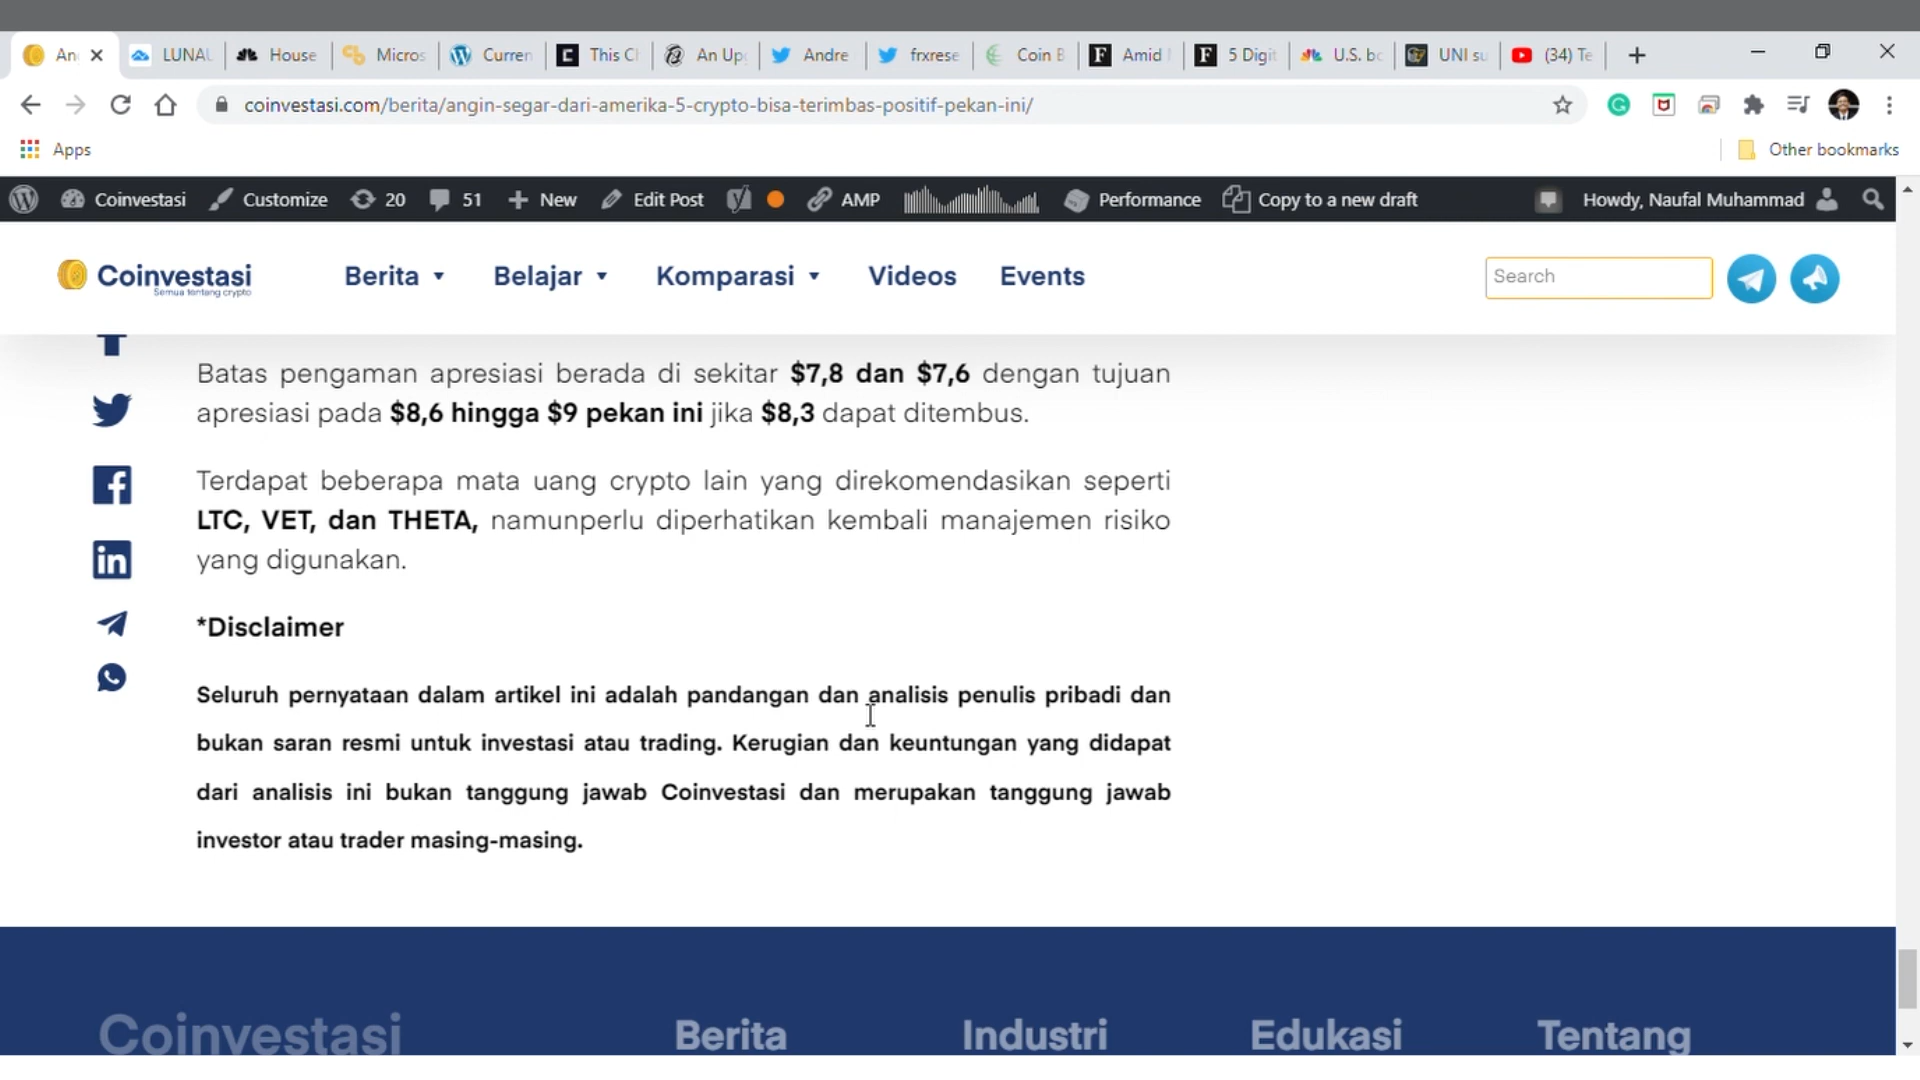 An
LUNAU
House
Micros
Curren
This Cl
An Up
Andre
frxrese
Coin B
Amid
5 Digit
U.S. bo
UNI su
(34) Te
coinvestasi.com/berita/angin-segar-dari-amerika-5-crypto-bisa-terimbas-positif-pekan-ini/
Apps
Other bookmarks
Coinvestasi
Customize
20
51
New
Edit Post
AMP
Performance
Copy to a new draft
Howdy, Naufal Muhammad
Coinvestasi
Semua tentang crypto
Berita
Belajar
Komparasi
Videos
Events
Search
Batas pengaman apresiasi berada di sekitar $7,8 dan $7,6 dengan tujuan
apresiasi pada $8,6 hingga $9 pekan ini jika $8,3 dapat ditembus.
Terdapat beberapa mata uang crypto lain yang direkomendasikan seperti
LTC, VET, dan THETA, namunperlu diperhatikan kembali manajemen risiko
yang digunakan.
*Disclaimer
Seluruh pernyataan dalam artikel ini adalah pandangan dan analisis penulis pribadi dan
bukan saran resmi untuk investasi atau trading. Kerugian dan keuntungan yang didapat
dari analisis ini bukan tanggung jawab Coinvestasi dan merupakan tanggung jawab
investor atau trader masing-masing.
Coinvestasi
Berita
Industri
Edukasi
Tentang